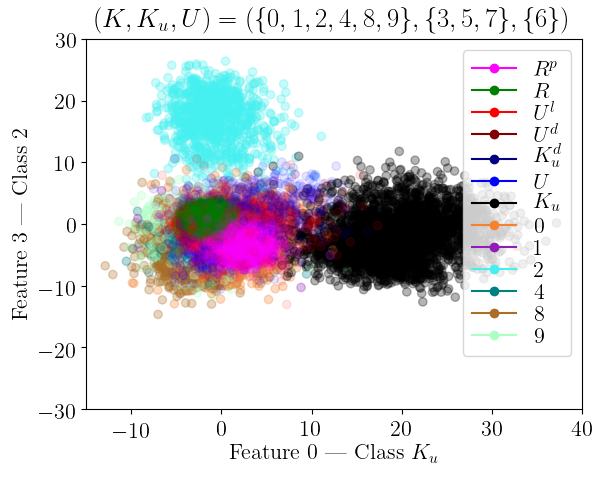 (K, K_u, U) = ({0, 1, 2, 4, 8, 9}, {3, 5, 7}, {6})
30
20
10
0
−10
−20
−30
Feature 3 — Class 2
R^p
R
U^l
U^d
K_u^d
U
K_u
0
1
2
4
8
9
−10 0 10 20 30 40
Feature 0 — Class K_u